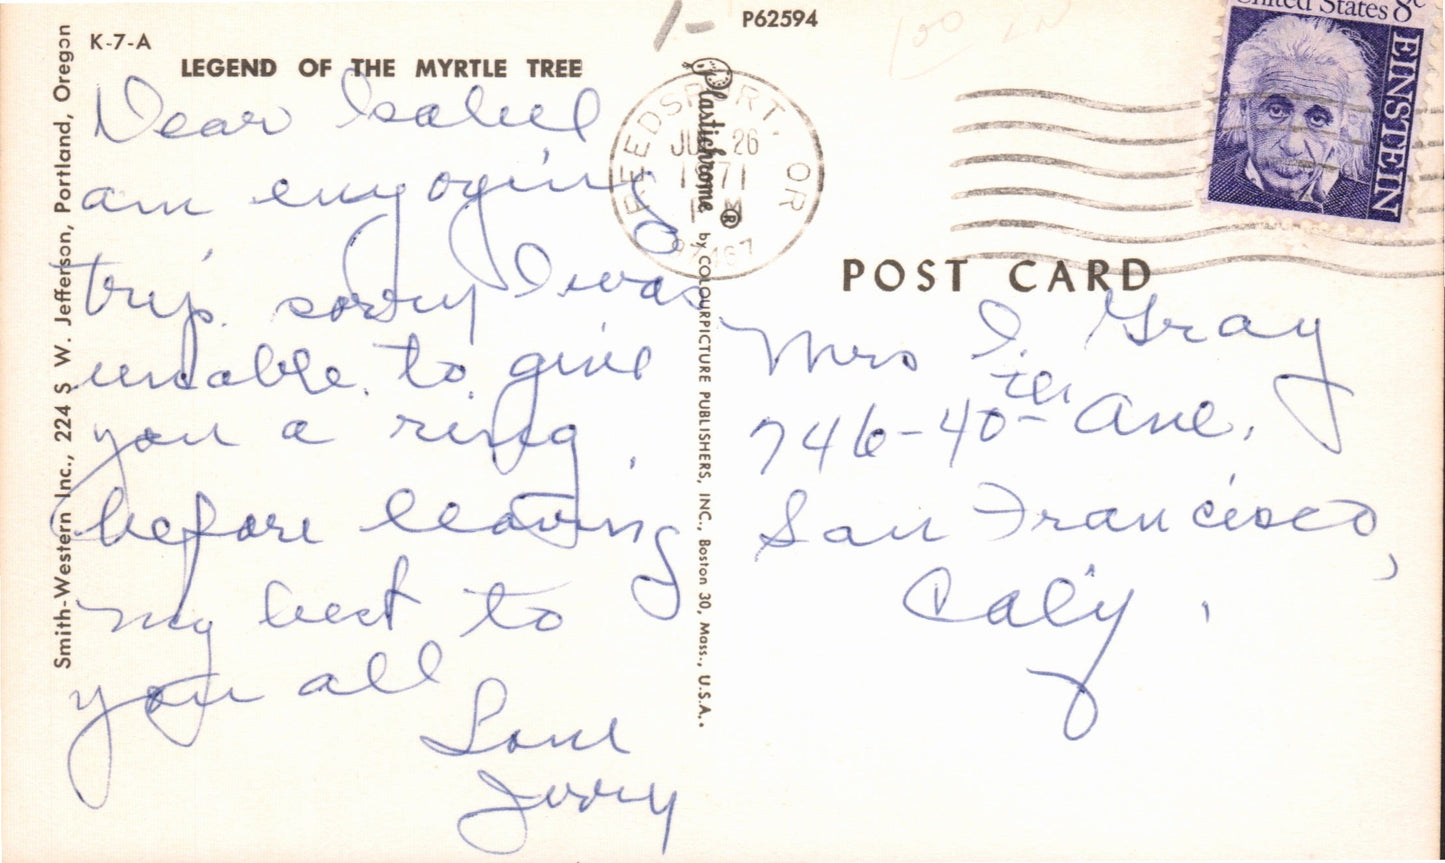 K-7-A
P62594
LEGEND OF THE MYRTLE TREE
Smith-Western Inc., 224 S W. Jefferson, Portland, Oregon
Dear Isabel
am enyoying
trip. sorry I was
unable to give
you a ring
before leaving
my best to
you all
Love
Jerry
Plastichrome ® by COLOURPICTURE PUBLISHERS, INC., Boston 30, Mass., U.S.A.
REEDSPORT, OR
26
1971
97467
United States 8c
EINSTEIN
POST CARD
Mrs I. Gray
746-40th Ave.
San Francisco,
Calif.